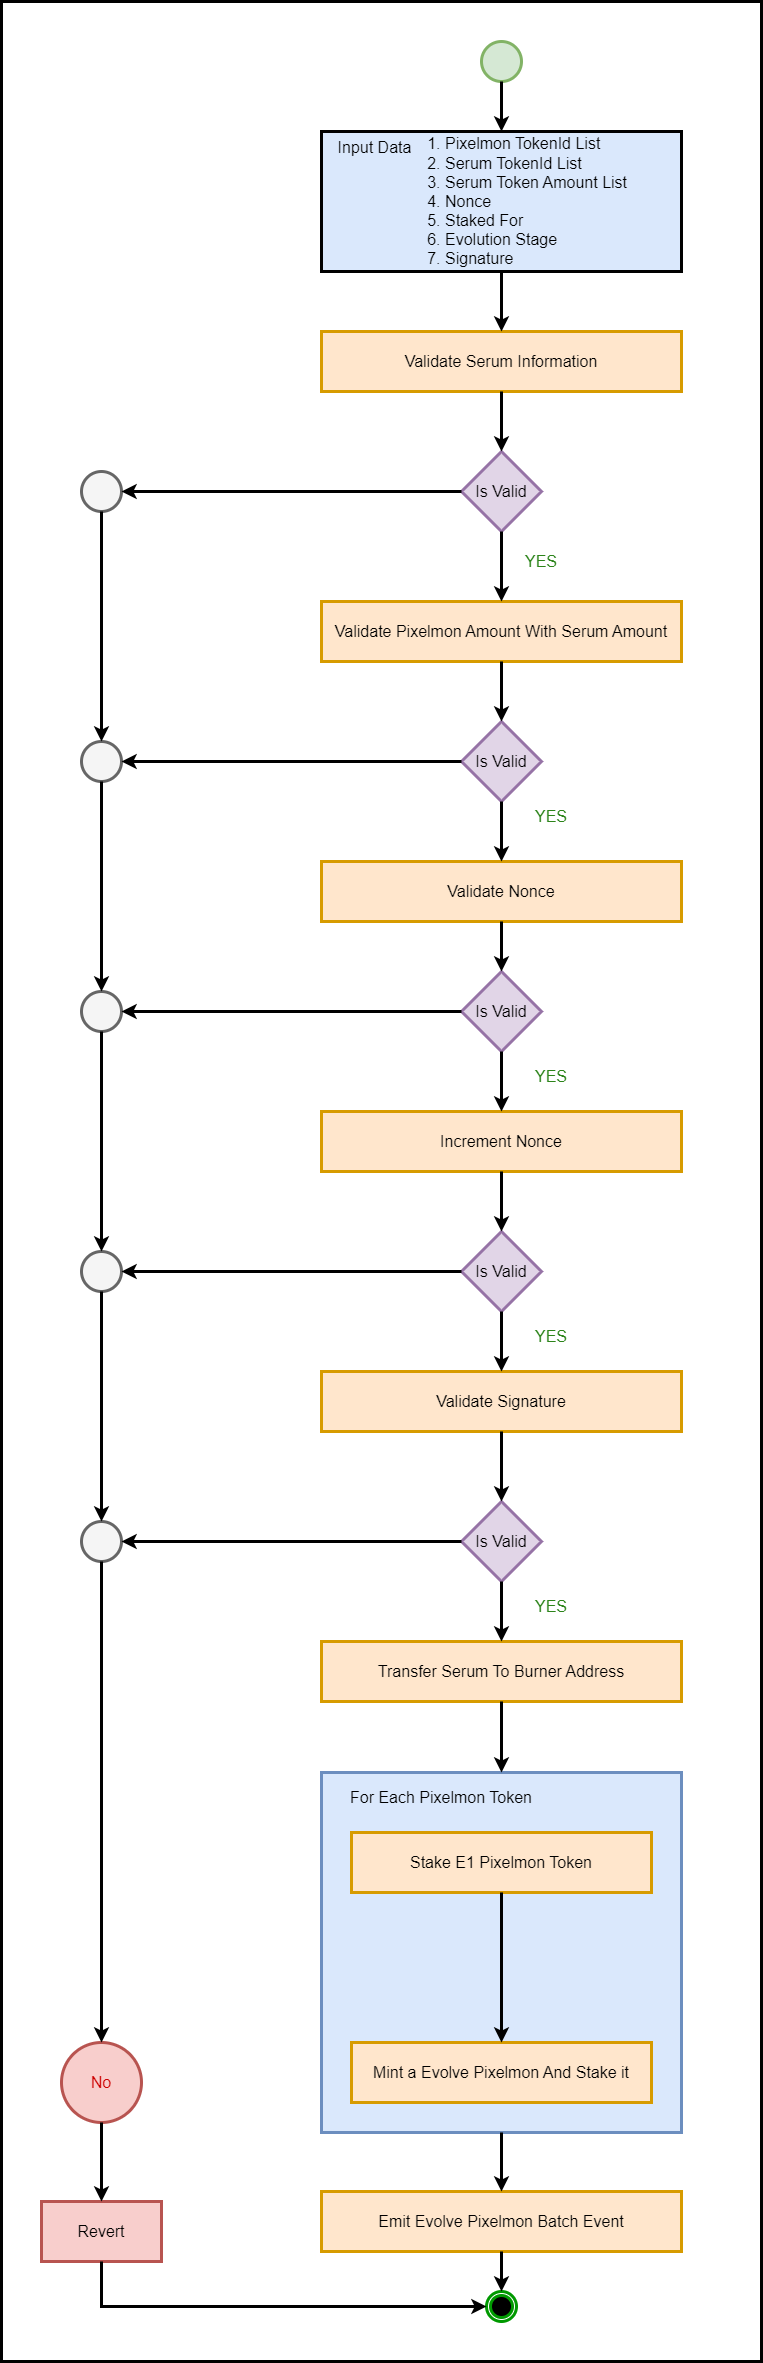 Input Data
1. Pixelmon TokenId List
2. Serum TokenId List
3. Serum Token Amount List
4. Nonce
5. Staked For
6. Evolution Stage
7. Signature
Validate Serum Information
Is Valid
YES
Validate Pixelmon Amount With Serum Amount
Is Valid
YES
Validate Nonce
Is Valid
YES
Increment Nonce
Is Valid
YES
Validate Signature
Is Valid
YES
Transfer Serum To Burner Address
For Each Pixelmon Token
Stake E1 Pixelmon Token
Mint a Evolve Pixelmon And Stake it
No
Revert
Emit Evolve Pixelmon Batch Event